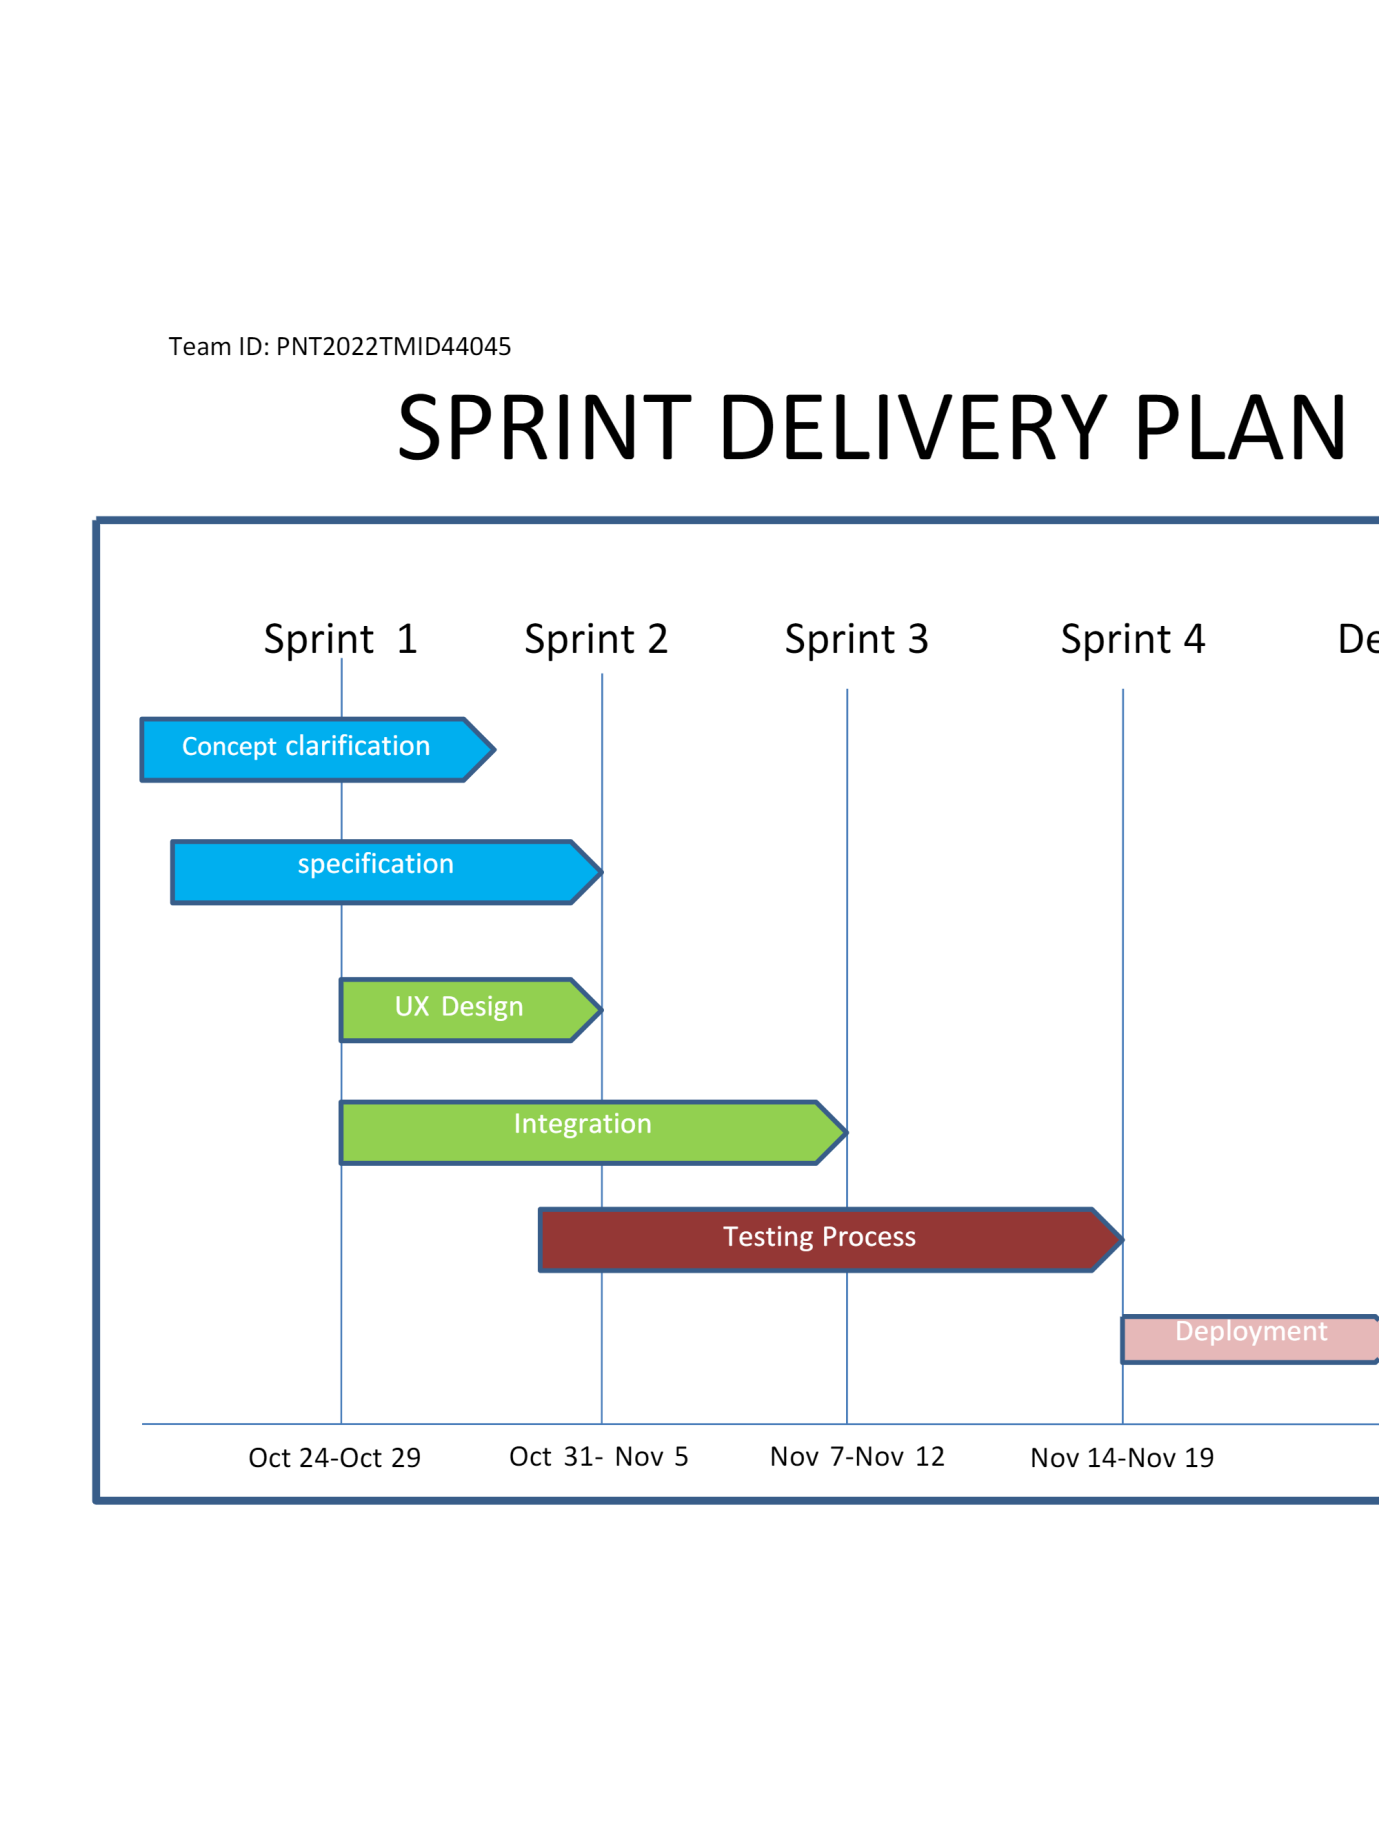 Team ID: PNT2022TMID44045
SPRINT DELIVERY PLAN
Sprint 1 Sprint 2 Sprint 3 Sprint 4
Concept clarification
specification
UX Design
Integration
Testing Process
Deployment
Oct 24-Oct 29 Oct 31- Nov 5 Nov 7-Nov 12 Nov 14-Nov 19